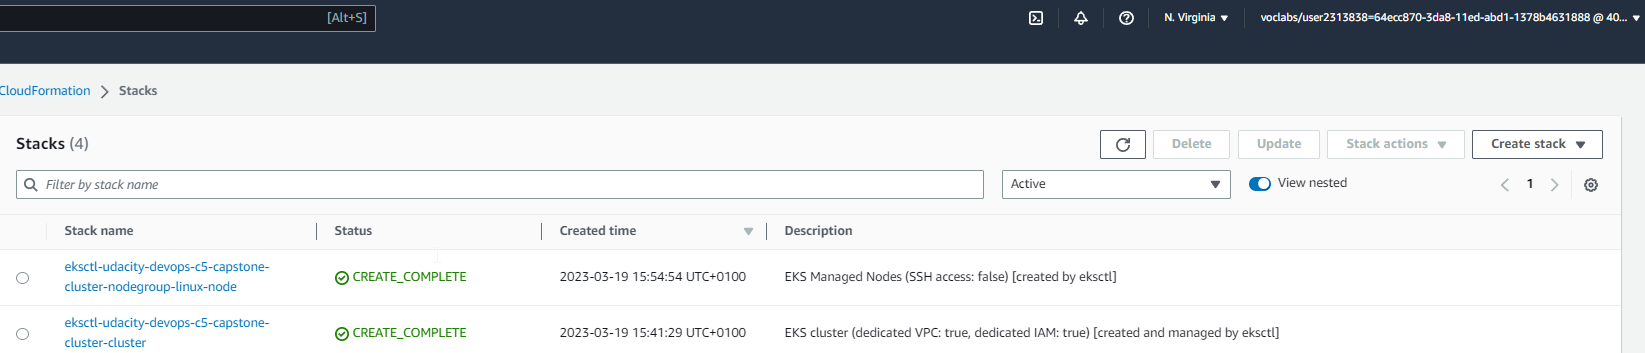 [Alt+S]
N. Virginia
voclabs/user2313838=64ecc870-3da8-11ed-abd1-1378b4631888 @ 40...
CloudFormation
Stacks
Stacks (4)
Delete
Update
Stack actions
Create stack
Filter by stack name
Active
View nested
1
Stack name
Status
Created time
Description
eksctl-udacity-devops-c5-capstone-
cluster-nodegroup-linux-node
CREATE_COMPLETE
2023-03-19 15:54:54 UTC+0100
EKS Managed Nodes (SSH access: false) [created by eksctl]
eksctl-udacity-devops-c5-capstone-
cluster-cluster
CREATE_COMPLETE
2023-03-19 15:41:29 UTC+0100
EKS cluster (dedicated VPC: true, dedicated IAM: true) [created and managed by eksctl]